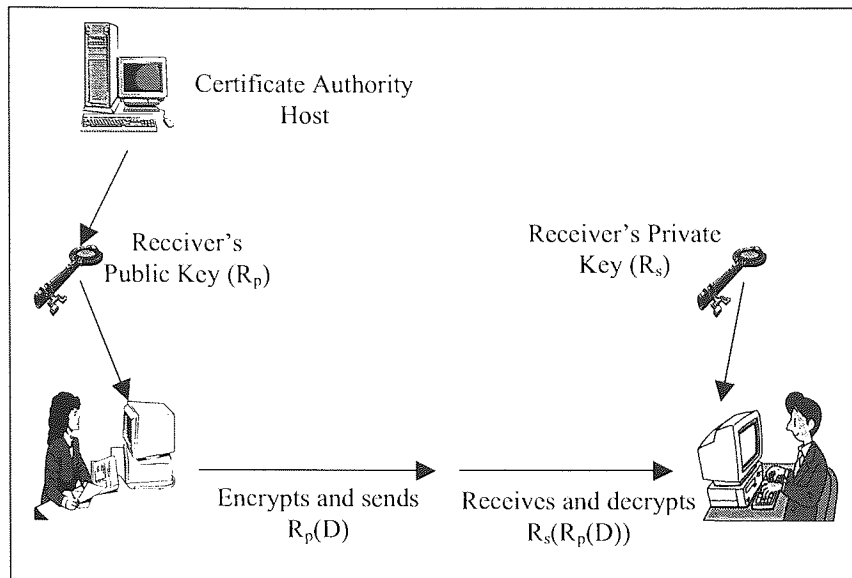 Certificate Authority
Host
Receiver's
Public Key (Rₚ)
Receiver's Private
Key (Rₛ)
Encrypts and sends
Rₚ(D)
Receives and decrypts
Rₛ(Rₚ(D))